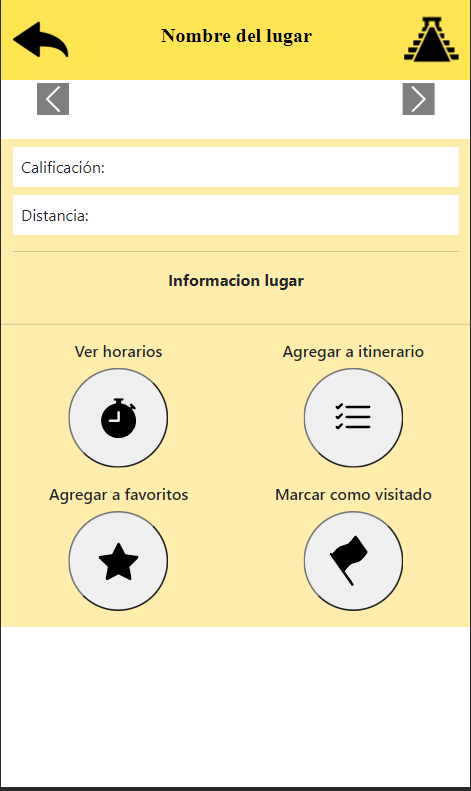 Nombre del lugar
Calificación:
Distancia:
Informacion lugar
Ver horarios
Agregar a itinerario
Agregar a favoritos
Marcar como visitado